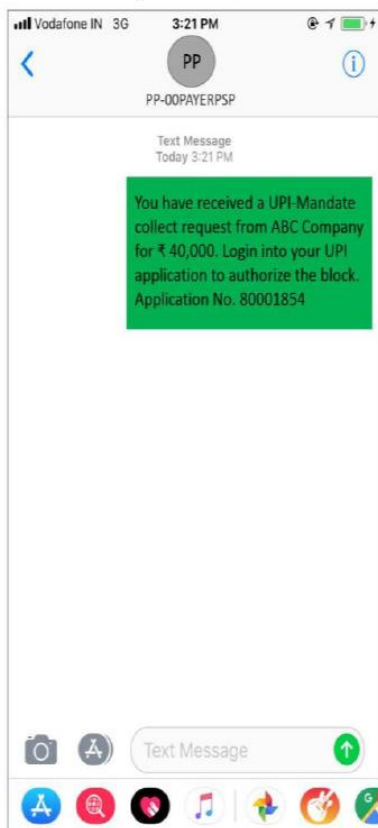 Vodafone IN 3G 3:21 PM
PP
PP-00PAYERPSP
Text Message
Today 3:21 PM
You have received a UPI-Mandate
collect request from ABC Company
for ₹ 40,000. Login into your UPI
application to authorize the block.
Application No. 80001854
Text Message
G